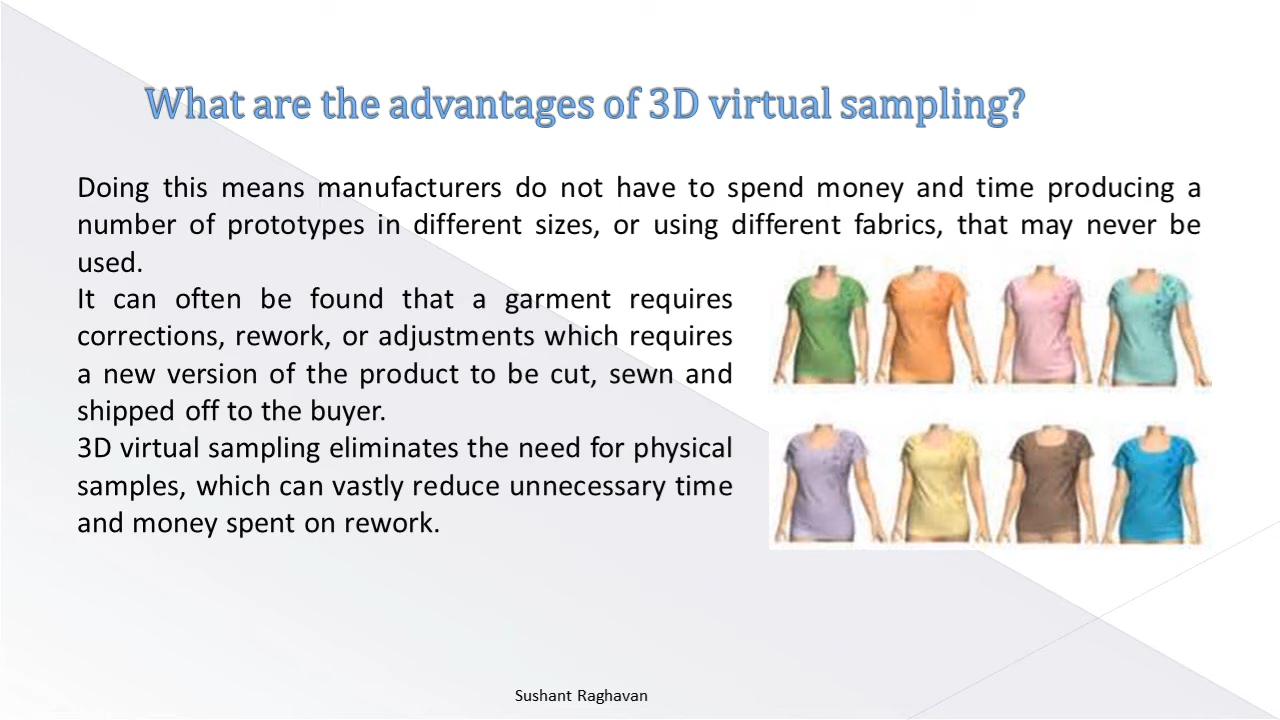 What are the advantages of 3D virtual sampling?
Doing this means manufacturers do not have to spend money and time producing a
number of prototypes in different sizes, or using different fabrics, that may never be
used.
It can often be found that a garment requires
corrections, rework, or adjustments which requires
a new version of the product to be cut, sewn and
shipped off to the buyer.
3D virtual sampling eliminates the need for physical
samples, which can vastly reduce unnecessary time
and money spent on rework.
Sushant Raghavan